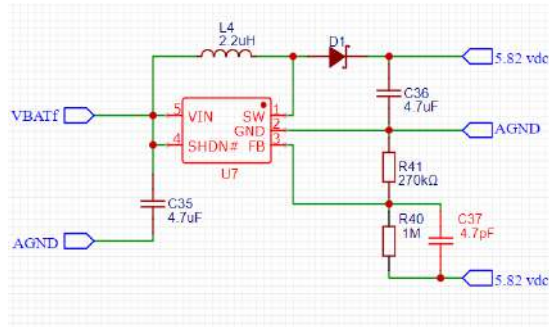 L4
2.2uH
D1
5.82 vdc
C36
4.7uF
VBATf
5 VIN SW 1
GND 2
4 SHDN# FB 3
U7
AGND
R41
270kΩ
C35
4.7uF
R40
1M
C37
4.7pF
AGND
5.82 vdc